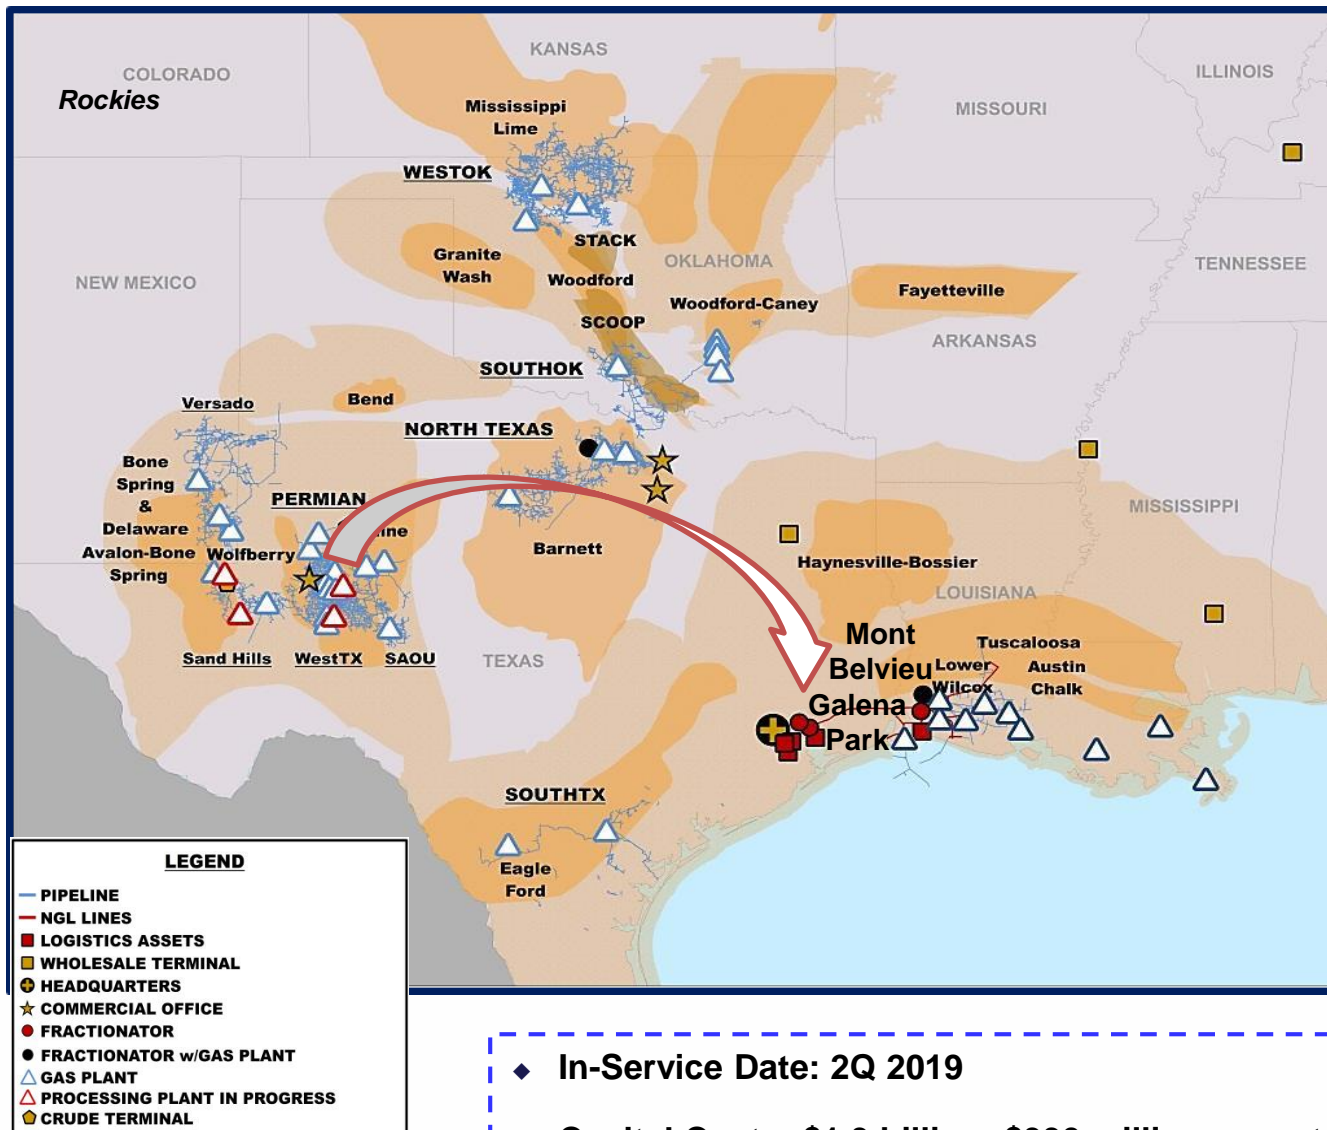 KANSAS
COLORADO
Rockies
ILLINOIS
MISSOURI
Mississippi
Lime
WESTOK
STACK
Granite
Wash
OKLAHOMA
TENNESSEE
NEW MEXICO
Woodford
Woodford-Caney
Fayetteville
SCOOP
ARKANSAS
SOUTHOK
Versado
Bend
NORTH TEXAS
Bone
Spring
&
Delaware
PERMIAN
Avalon-Bone
Spring
Wolfberry
Barnett
MISSISSIPPI
Haynesville-Bossier
LOUISIANA
Mont
Belvieu
Tuscaloosa
Austin
Chalk
Lower
Wilcox
Sand Hills
WestTX
SAOU
TEXAS
Galena
Park
SOUTHTX
Eagle
Ford
LEGEND
PIPELINE
NGL LINES
LOGISTICS ASSETS
WHOLESALE TERMINAL
HEADQUARTERS
COMMERCIAL OFFICE
FRACTIONATOR
FRACTIONATOR w/GAS PLANT
GAS PLANT
PROCESSING PLANT IN PROGRESS
CRUDE TERMINAL
In-Service Date: 2Q 2019